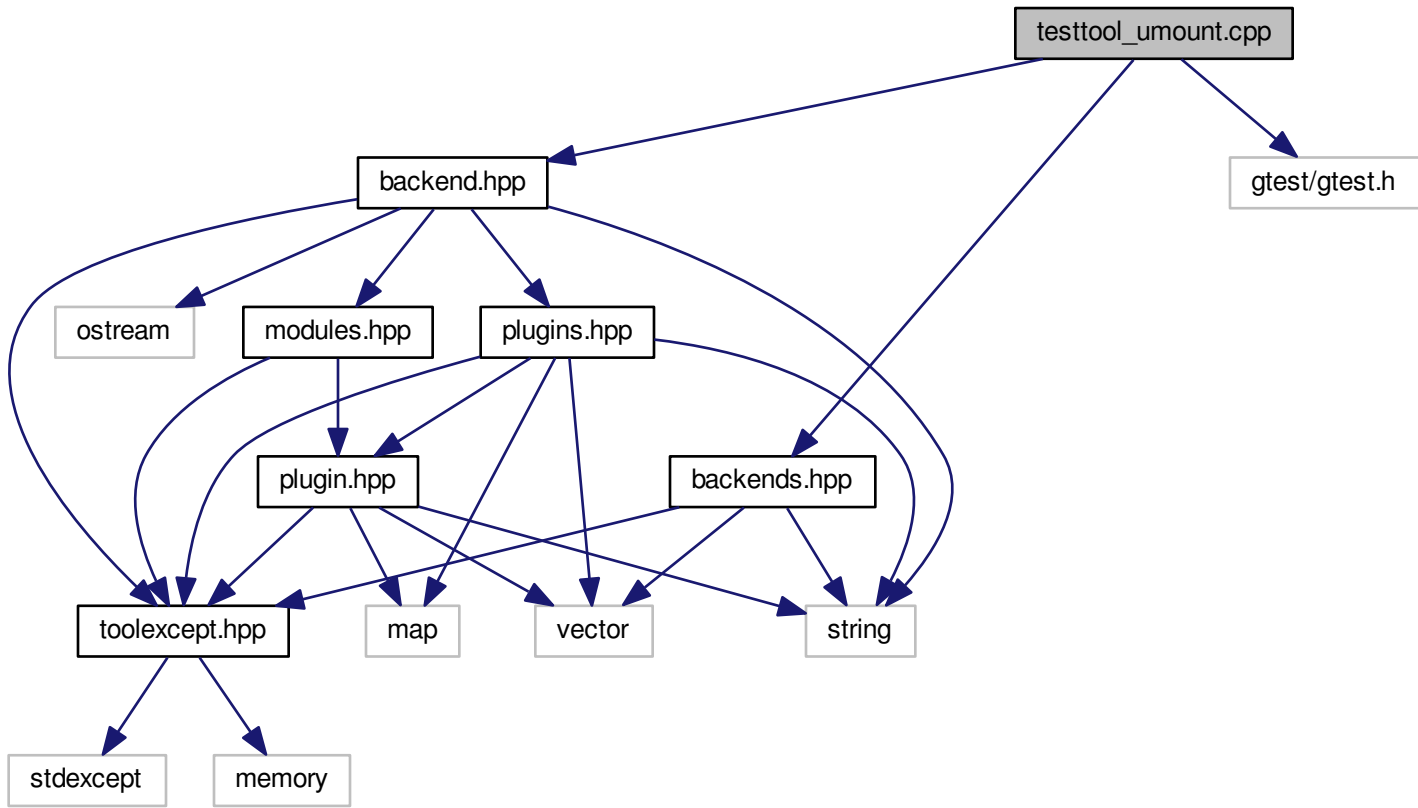 testtool_umount.cpp
backend.hpp
gtest/gtest.h
ostream
modules.hpp
plugins.hpp
plugin.hpp
backends.hpp
toolexcept.hpp
map
vector
string
stdexcept
memory